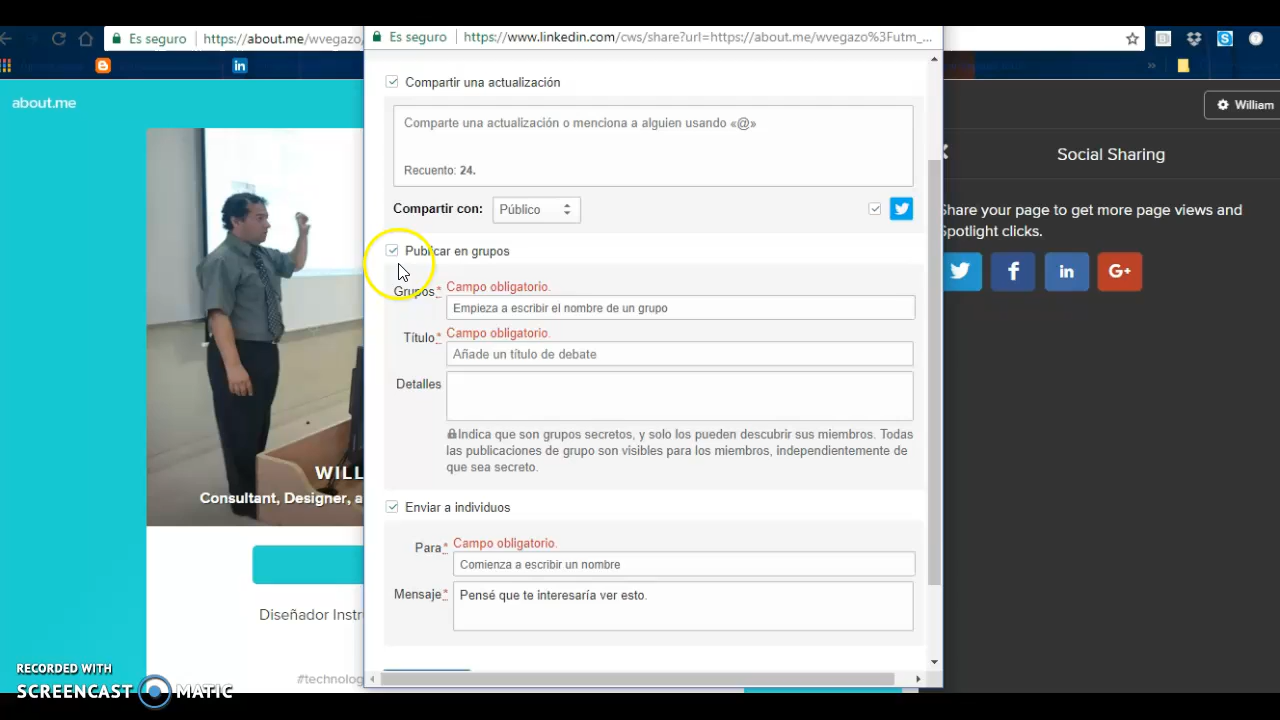 Es seguro
https://about.me/wvegazo/
Es seguro
https://www.linkedin.com/cws/share?url=https://about.me/wvegazo%3Futm_...
about.me
William
Social Sharing
Share your page to get more page views and
Spotlight clicks.
Compartir una actualización
Comparte una actualización o menciona a alguien usando «@»
Recuento: 24.
Compartir con:
Público
Publicar en grupos
Grupos*
Campo obligatorio.
Empieza a escribir el nombre de un grupo
Título*
Campo obligatorio.
Añade un título de debate
Detalles
Indica que son grupos secretos, y solo los pueden descubrir sus miembros. Todas
las publicaciones de grupo son visibles para los miembros, independientemente de
que sea secreto.
Enviar a individuos
Para*
Campo obligatorio.
Comienza a escribir un nombre
Mensaje*
Pensé que te interesaría ver esto.
WILL
Consultant, Designer, a
Diseñador Instr
#technolog
RECORDED WITH
SCREENCAST MATIC